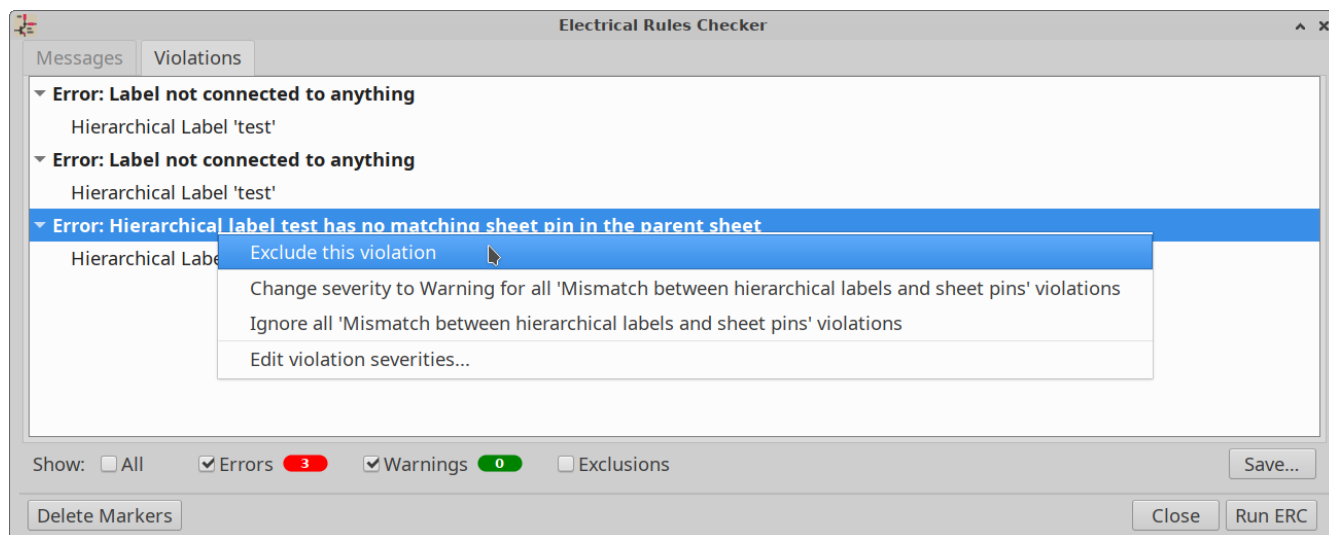 Electrical Rules Checker
Messages Violations
Error: Label not connected to anything
Hierarchical Label 'test'
Error: Label not connected to anything
Hierarchical Label 'test'
Error: Hierarchical label test has no matching sheet pin in the parent sheet
Hierarchical Labe
Exclude this violation
Change severity to Warning for all 'Mismatch between hierarchical labels and sheet pins' violations
Ignore all 'Mismatch between hierarchical labels and sheet pins' violations
Edit violation severities...
Show: All Errors 3 Warnings 0 Exclusions Save...
Delete Markers Close Run ERC